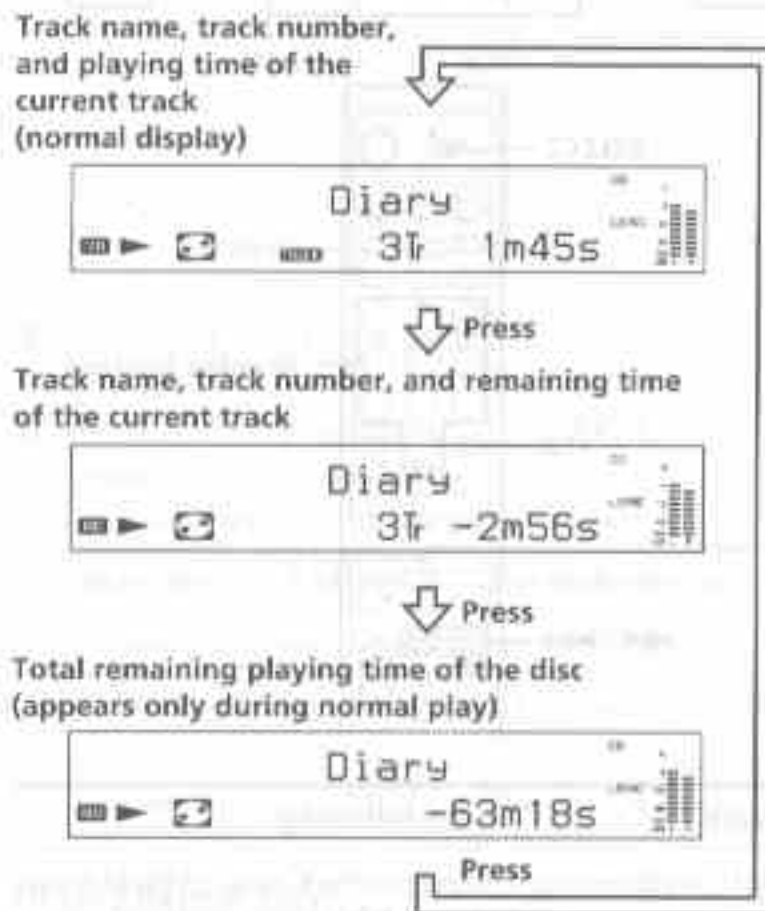 Track name, track number,
and playing time of the
current track
(normal display)
Diary
3Tr 1m45s
Press
Track name, track number, and remaining time
of the current track
Diary
3Tr -2m56s
Press
Total remaining playing time of the disc
(appears only during normal play)
Diary
-63m18s
Press